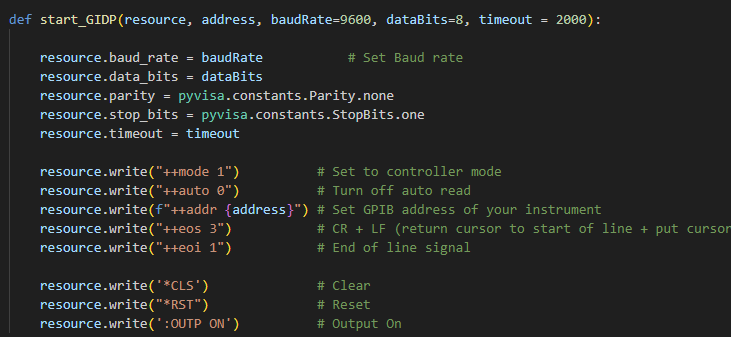 def start_GIDP(resource, address, baudRate=9600, dataBits=8, timeout = 2000):
resource.baud_rate = baudRate # Set Baud rate
resource.data_bits = dataBits
resource.parity = pyvisa.constants.Parity.none
resource.stop_bits = pyvisa.constants.StopBits.one
resource.timeout = timeout
resource.write("++mode 1") # Set to controller mode
resource.write("++auto 0") # Turn off auto read
resource.write(f"++addr {address}") # Set GPIB address of your instrument
resource.write("++eos 3") # CR + LF (return cursor to start of line + put cursor
resource.write("++eoi 1") # End of line signal
resource.write('*CLS') # Clear
resource.write("*RST") # Reset
resource.write(':OUTP ON') # Output On